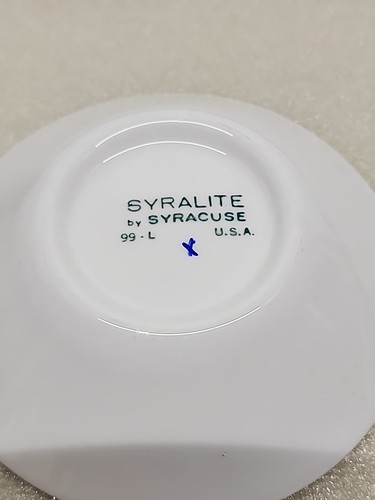 SYRALITE
by SYRACUSE
99-L U.S.A.
x